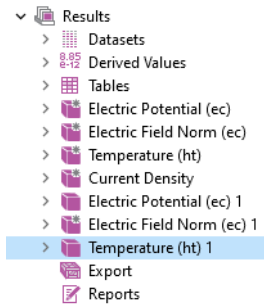 Results
Datasets
8.85
e-12 Derived Values
Tables
Electric Potential (ec)
Electric Field Norm (ec)
Temperature (ht)
Current Density
Electric Potential (ec) 1
Electric Field Norm (ec) 1
Temperature (ht) 1
Export
Reports